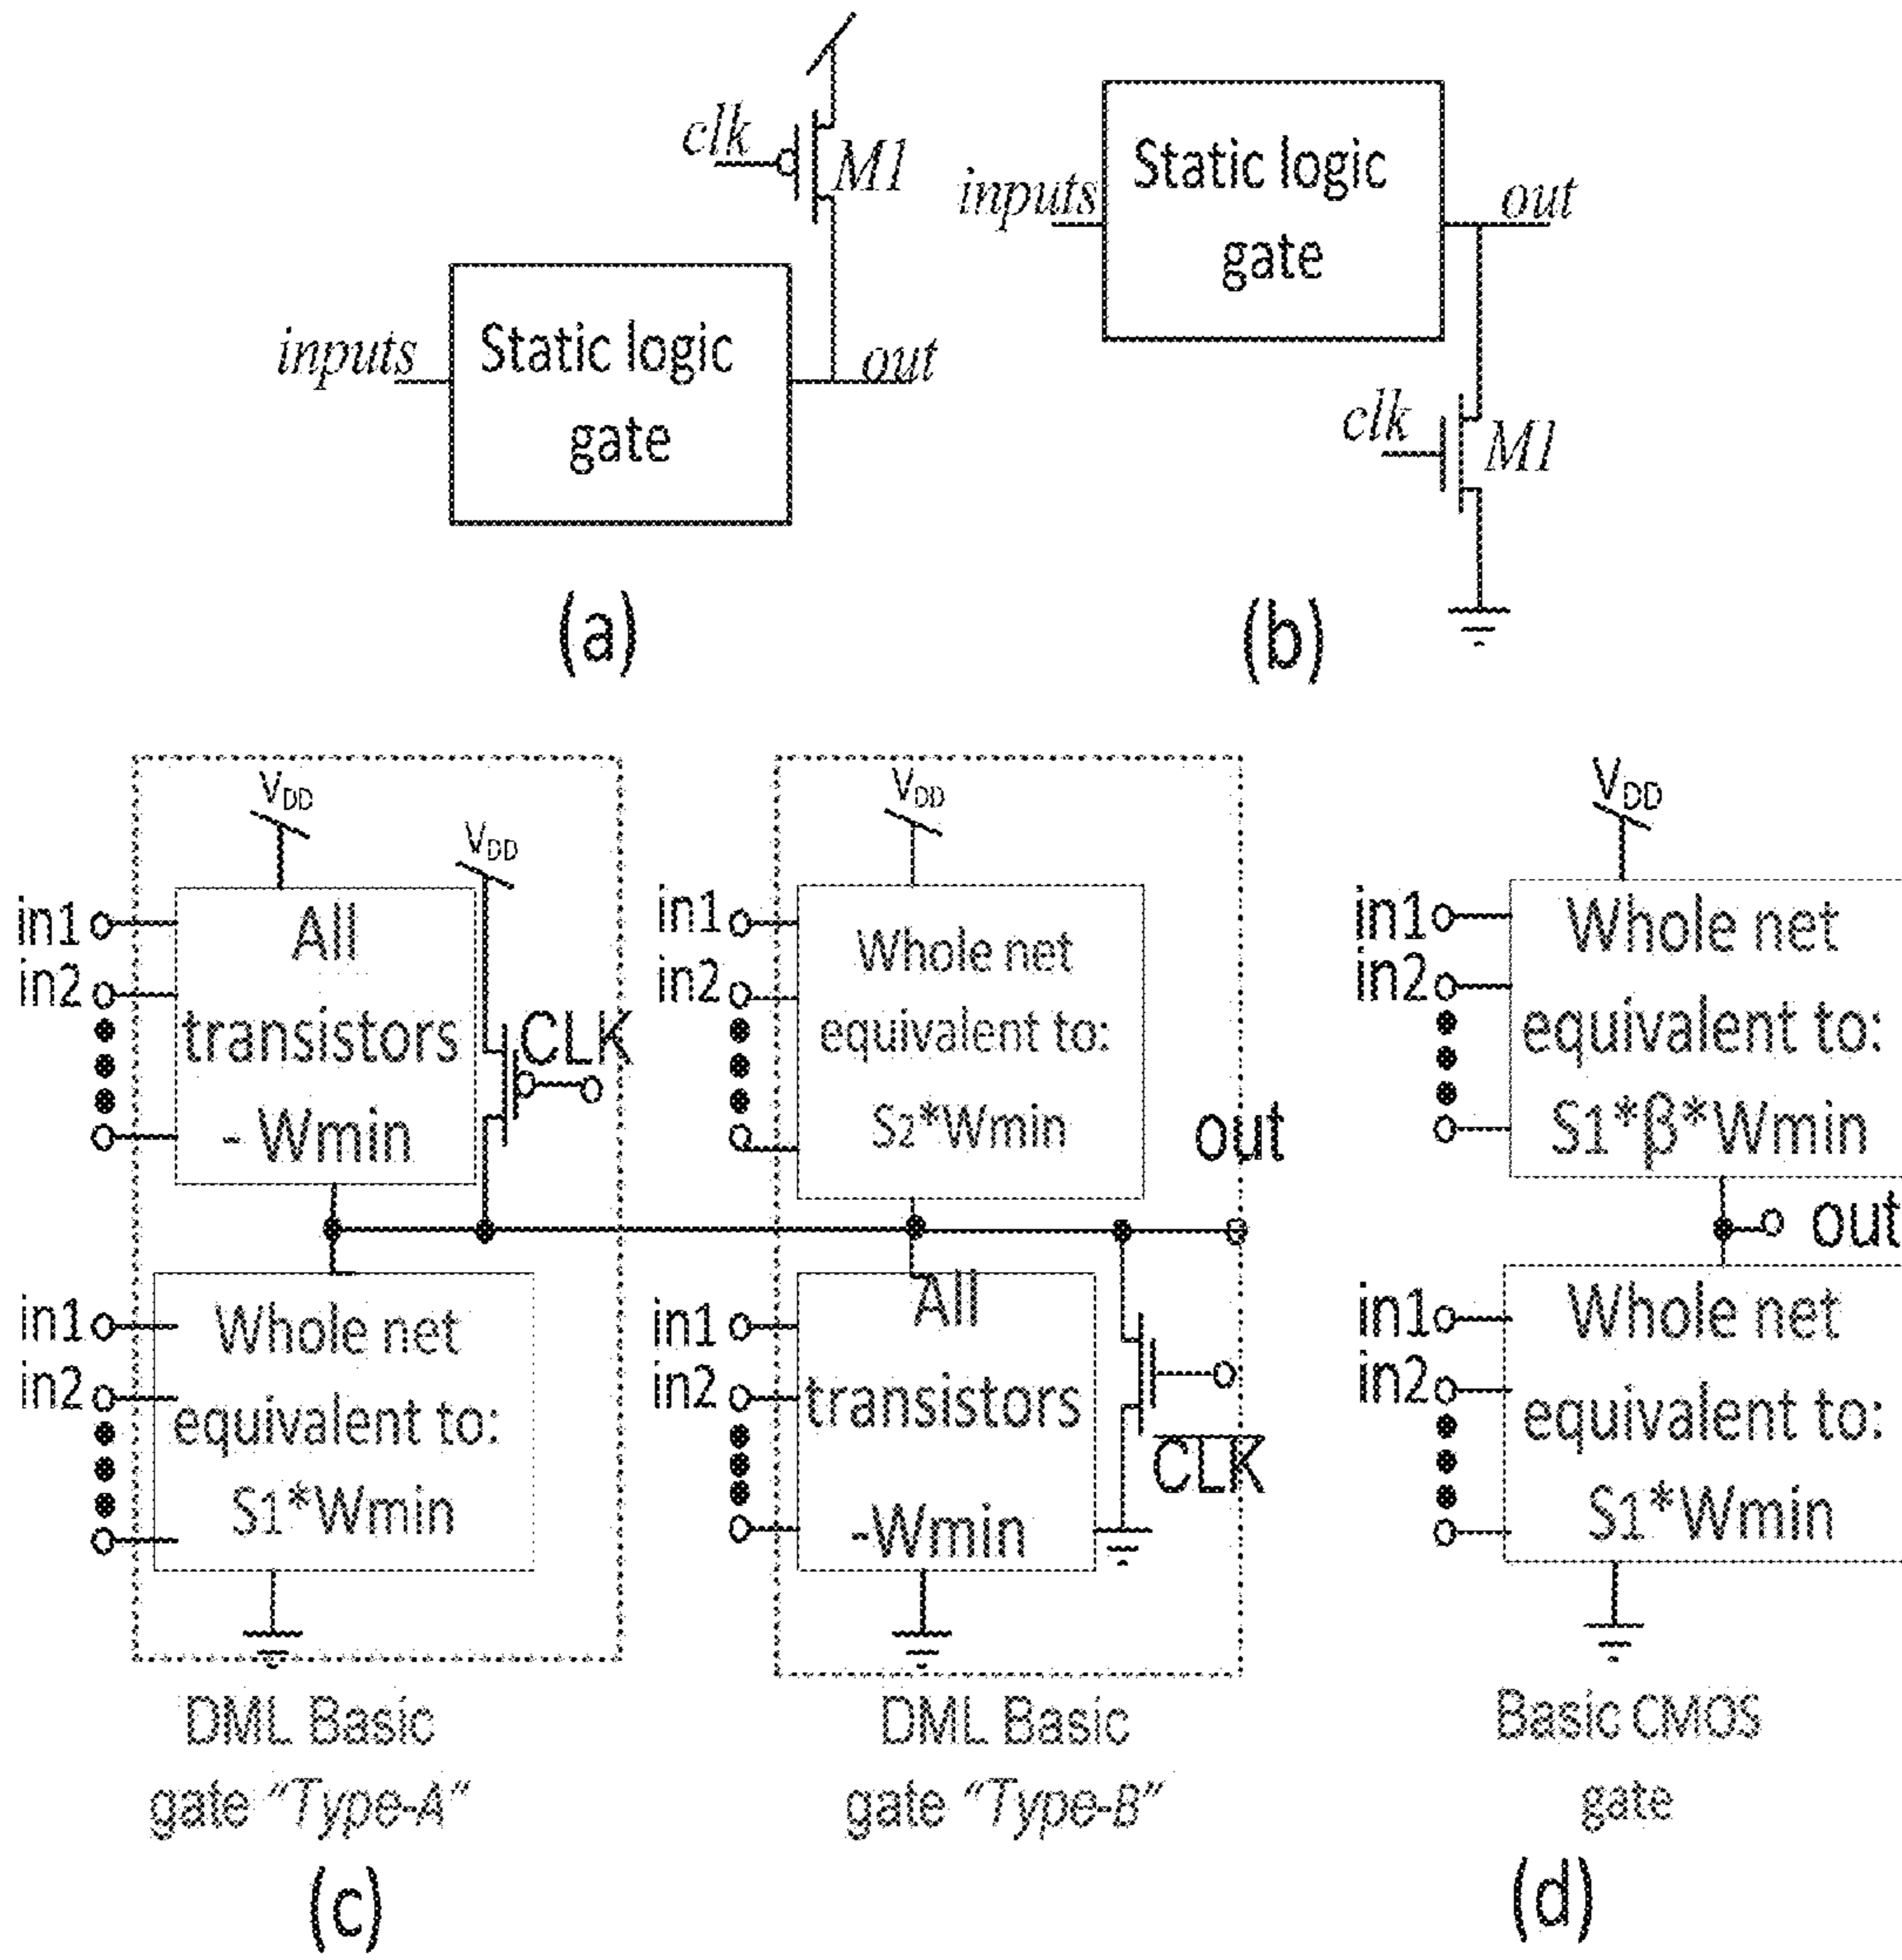 clk
M1
inputs
Static logic
gate
out
(a)
inputs
Static logic
gate
out
clk
M1
(b)
VDD
VDD
in1
in2
All
transistors
- Wmin
CLK
in1
in2
Whole net
equivalent to:
S1*Wmin
DML Basic
gate "Type-A"
(c)
VDD
in1
in2
Whole net
equivalent to:
S2*Wmin
out
in1
in2
All
transistors
-Wmin
CLK
DML Basic
gate "Type-B"
VDD
in1
in2
Whole net
equivalent to:
S1*β*Wmin
out
in1
in2
Whole net
equivalent to:
S1*Wmin
Basic CMOS
gate
(d)